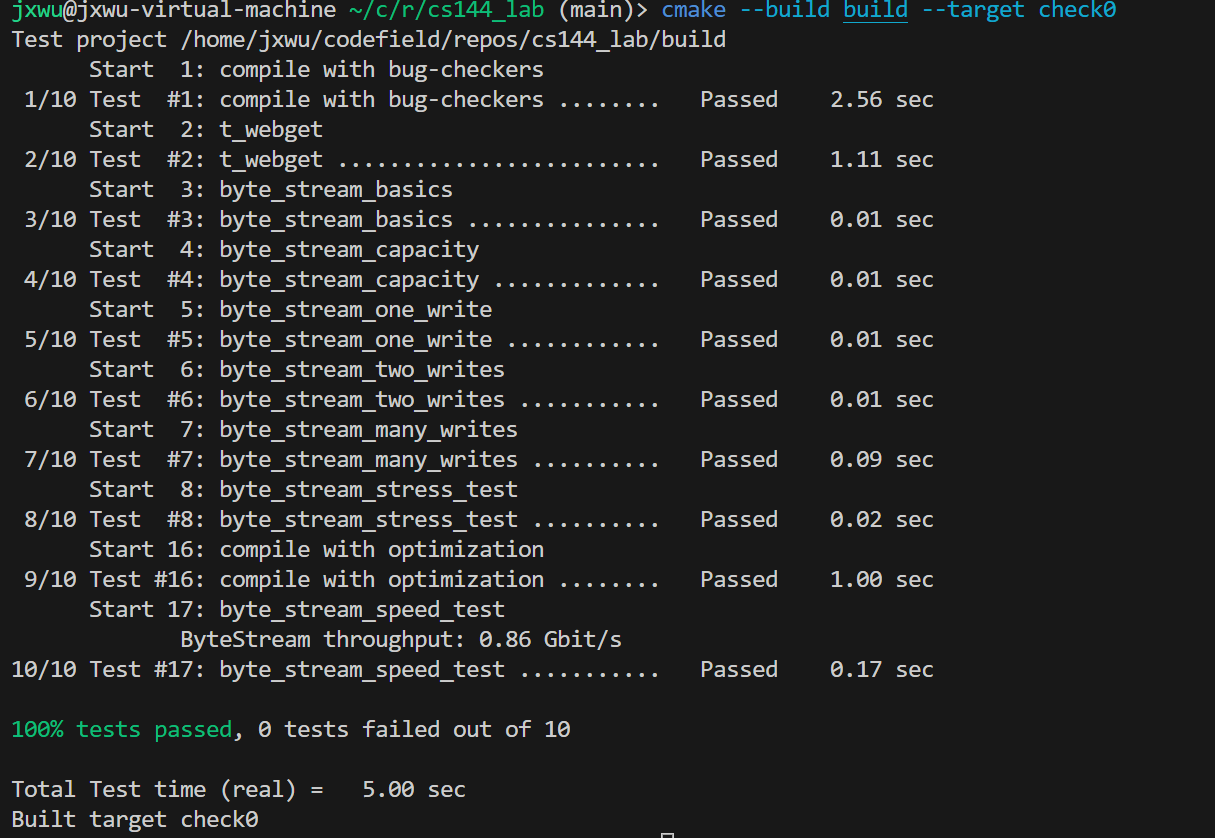 jxwu@jxwu-virtual-machine ~/c/r/cs144_lab (main)> cmake --build build --target check0
Test project /home/jxwu/codefield/repos/cs144_lab/build
      Start  1: compile with bug-checkers
 1/10 Test  #1: compile with bug-checkers ........   Passed    2.56 sec
      Start  2: t_webget
 2/10 Test  #2: t_webget .........................   Passed    1.11 sec
      Start  3: byte_stream_basics
 3/10 Test  #3: byte_stream_basics ...............   Passed    0.01 sec
      Start  4: byte_stream_capacity
 4/10 Test  #4: byte_stream_capacity .............   Passed    0.01 sec
      Start  5: byte_stream_one_write
 5/10 Test  #5: byte_stream_one_write ............   Passed    0.01 sec
      Start  6: byte_stream_two_writes
 6/10 Test  #6: byte_stream_two_writes ...........   Passed    0.01 sec
      Start  7: byte_stream_many_writes
 7/10 Test  #7: byte_stream_many_writes ..........   Passed    0.09 sec
      Start  8: byte_stream_stress_test
 8/10 Test  #8: byte_stream_stress_test ..........   Passed    0.02 sec
      Start 16: compile with optimization
 9/10 Test #16: compile with optimization ........   Passed    1.00 sec
      Start 17: byte_stream_speed_test
             ByteStream throughput: 0.86 Gbit/s
10/10 Test #17: byte_stream_speed_test ...........   Passed    0.17 sec

100% tests passed, 0 tests failed out of 10

Total Test time (real) =   5.00 sec
Built target check0